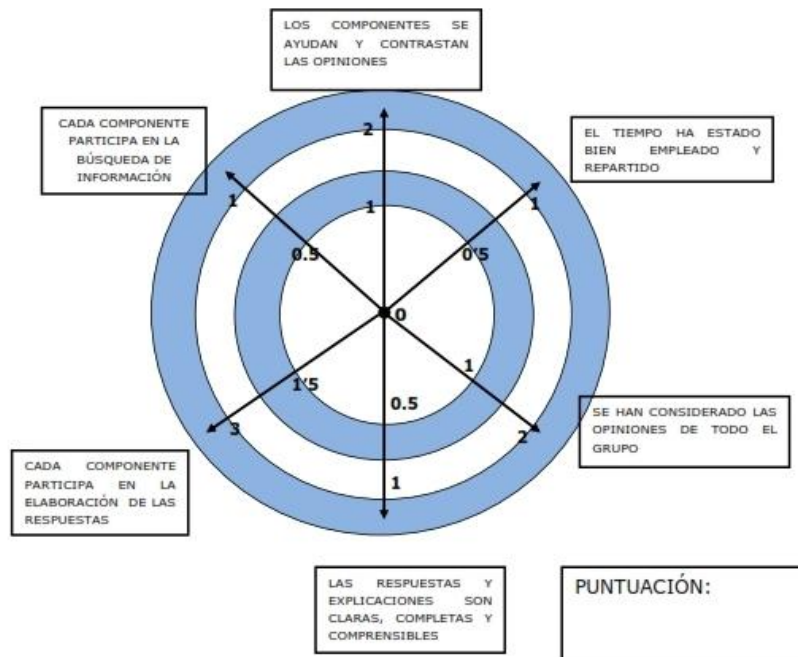 LOS COMPONENTES SE
AYUDAN Y CONTRASTAN
LAS OPINIONES
CADA COMPONENTE
PARTICIPA EN LA
BÚSQUEDA DE
INFORMACIÓN
EL TIEMPO HA ESTADO
BIEN EMPLEADO Y
REPARTIDO
2
1
1
1
0.5
0'5
0
1'5
1
0.5
3
2
1
SE HAN CONSIDERADO LAS
OPINIONES DE TODO EL
GRUPO
CADA COMPONENTE
PARTICIPA EN LA
ELABORACIÓN DE LAS
RESPUESTAS
LAS RESPUESTAS Y
EXPLICACIONES SON
CLARAS, COMPLETAS Y
COMPRENSIBLES
PUNTUACIÓN: